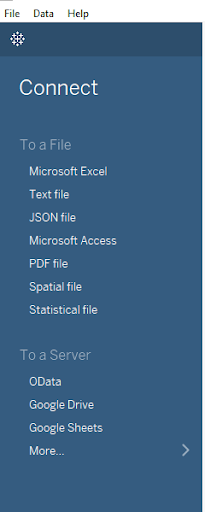 File Data Help
Connect
To a File
Microsoft Excel
Text file
JSON file
Microsoft Access
PDF file
Spatial file
Statistical file
To a Server
OData
Google Drive
Google Sheets
More...